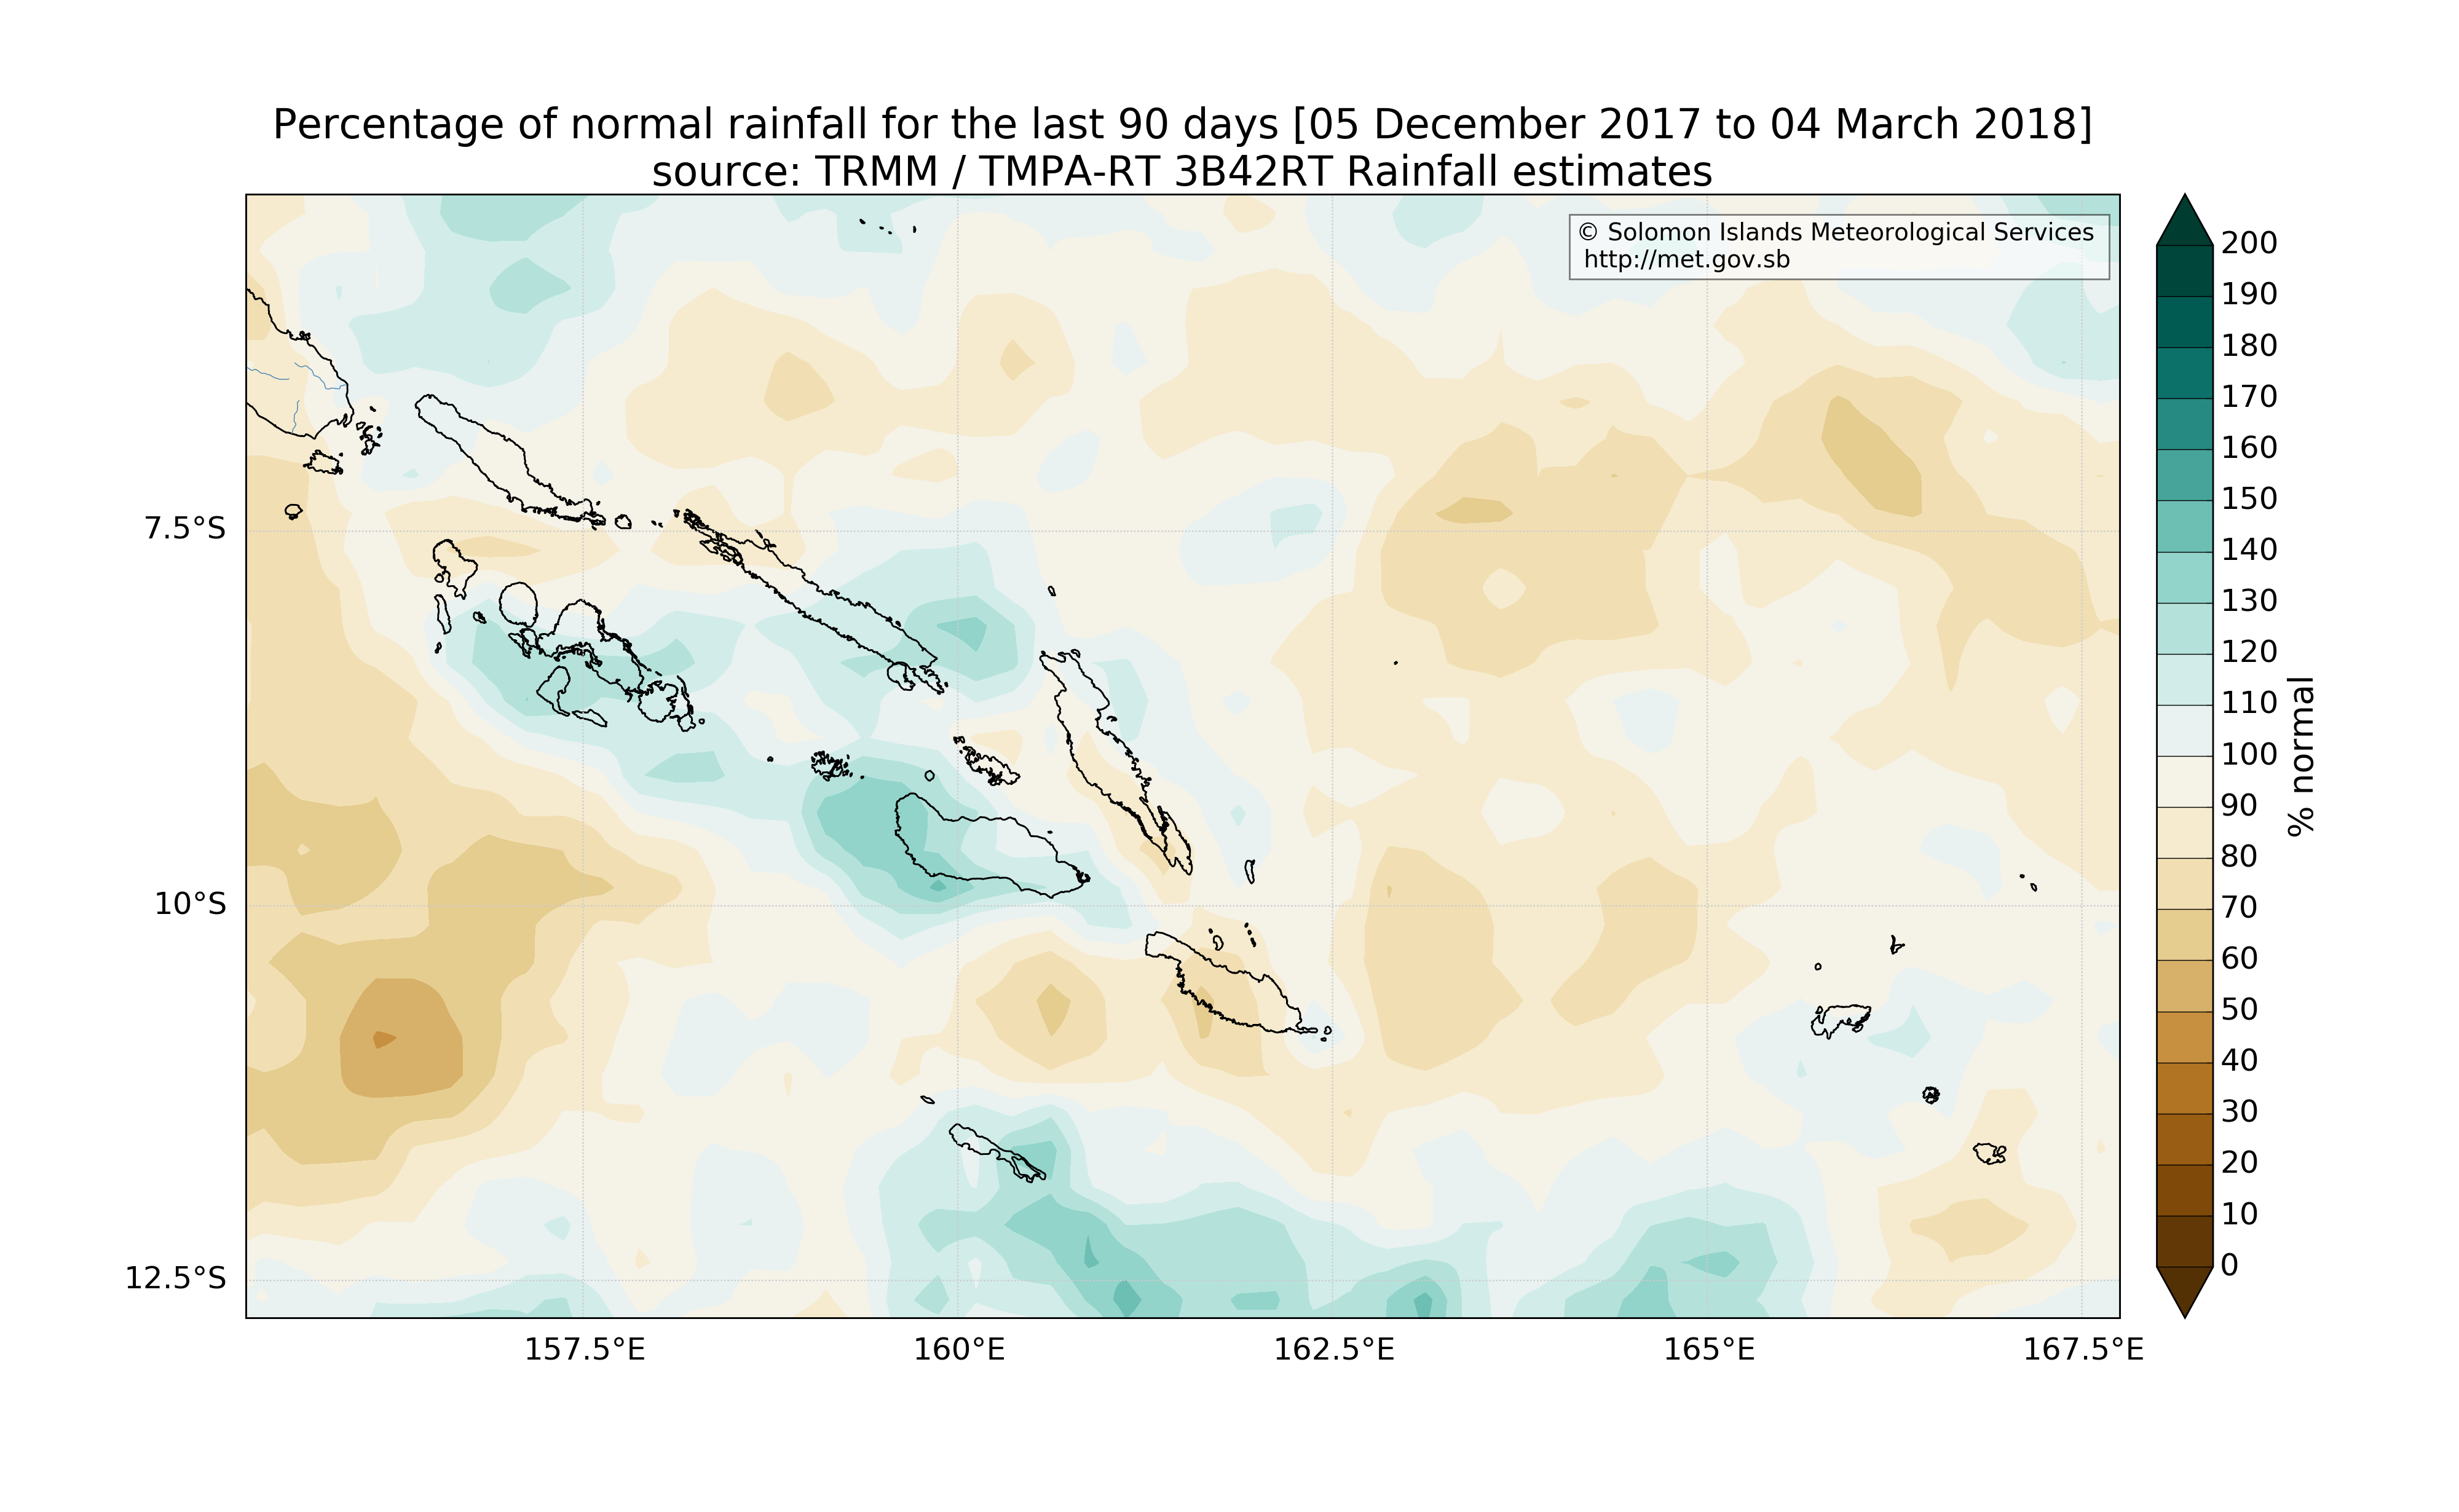 Percentage of normal rainfall for the last 90 days [05 December 2017 to 04 March 2018]
source: TRMM / TMPA-RT 3B42RT Rainfall estimates
© Solomon Islands Meteorological Services
http://met.gov.sb
7.5°S
10°S
12.5°S
157.5°E
160°E
162.5°E
165°E
167.5°E
200
190
180
170
160
150
140
130
120
110
100
90
80
70
60
50
40
30
20
10
0
% normal